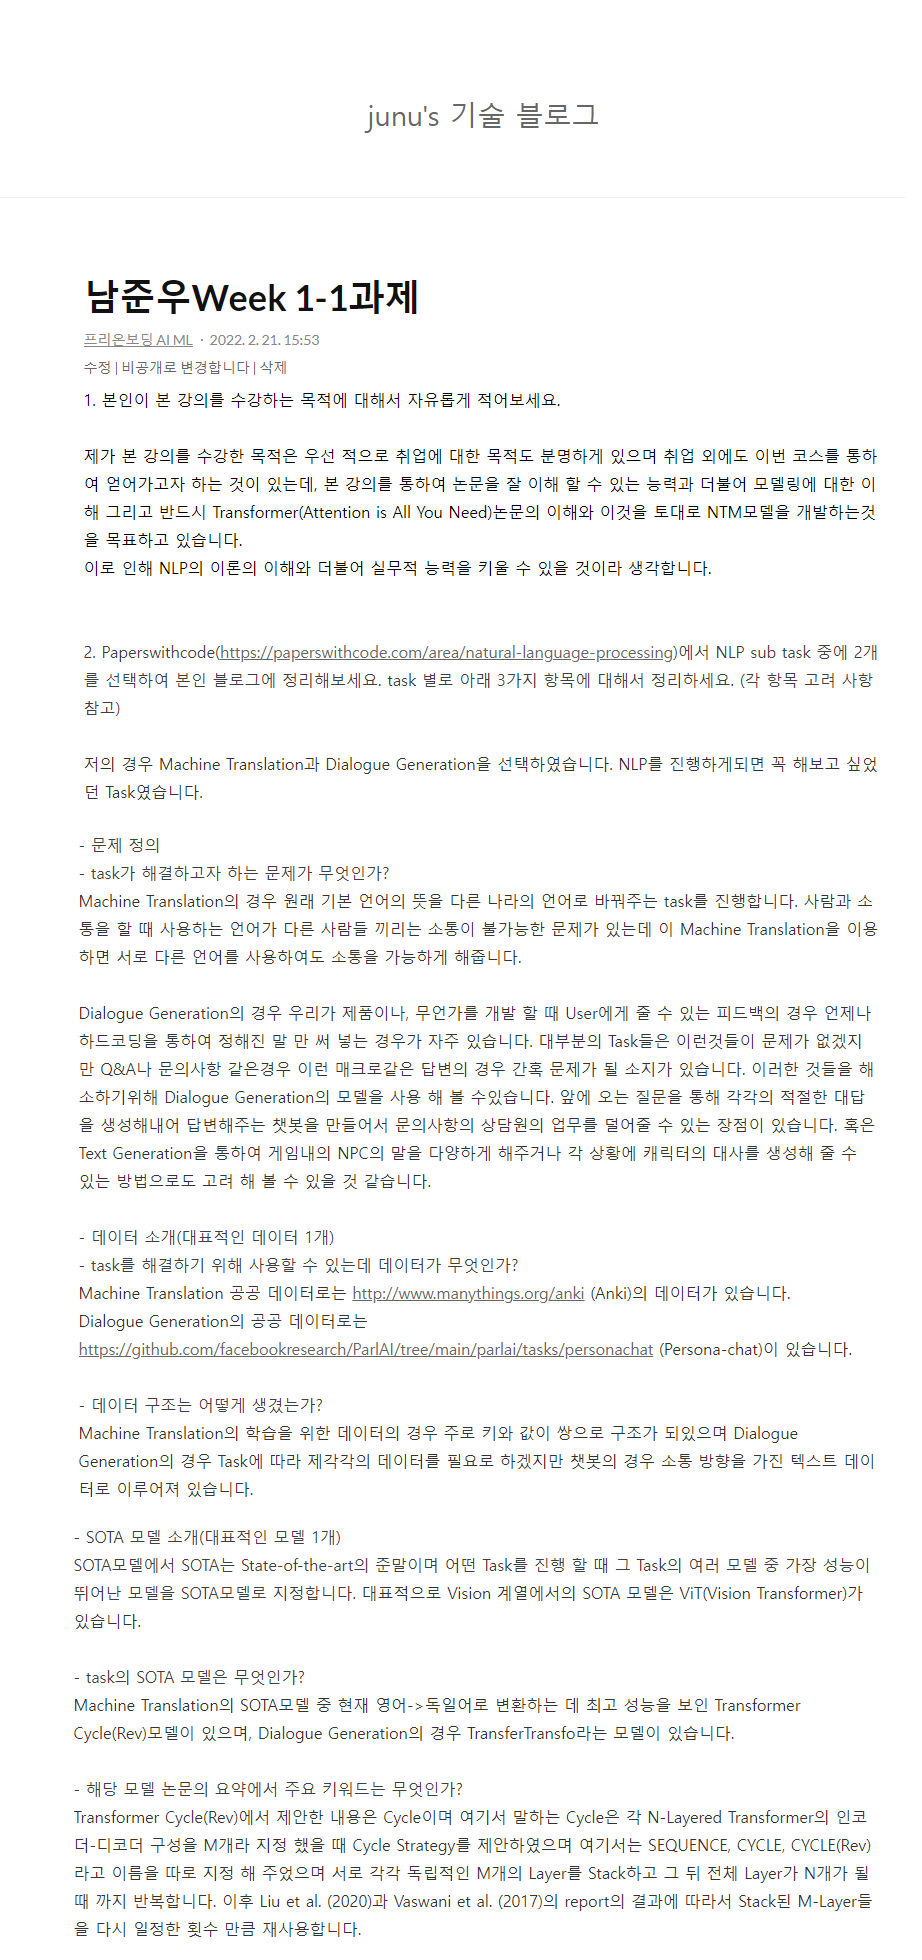 junu's 기술 블로그
남준우Week 1-1과제
프리온보딩 AI ML · 2022. 2. 21. 15:53
수정 | 비공개로 변경합니다 | 삭제
1. 본인이 본 강의를 수강하는 목적에 대해서 자유롭게 적어보세요.
제가 본 강의를 수강한 목적은 우선 적으로 취업에 대한 목적도 분명하게 있으며 취업 외에도 이번 코스를 통하
여 얻어가고자 하는 것이 있는데, 본 강의를 통하여 논문을 잘 이해 할 수 있는 능력과 더불어 모델링에 대한 이
해 그리고 반드시 Transformer(Attention is All You Need)논문의 이해와 이것을 토대로 NTM모델을 개발하는것
을 목표하고 있습니다.
이로 인해 NLP의 이론의 이해와 더불어 실무적 능력을 키울 수 있을 것이라 생각합니다.
2. Paperswithcode(https://paperswithcode.com/area/natural-language-processing)에서 NLP sub task 중에 2개
를 선택하여 본인 블로그에 정리해보세요. task 별로 아래 3가지 항목에 대해서 정리하세요. (각 항목 고려 사항
참고)
저의 경우 Machine Translation과 Dialogue Generation을 선택하였습니다. NLP를 진행하게되면 꼭 해보고 싶었
던 Task였습니다.
- 문제 정의
- task가 해결하고자 하는 문제가 무엇인가?
Machine Translation의 경우 원래 기본 언어의 뜻을 다른 나라의 언어로 바꿔주는 task를 진행합니다. 사람과 소
통을 할 때 사용하는 언어가 다른 사람들 끼리는 소통이 불가능한 문제가 있는데 이 Machine Translation을 이용
하면 서로 다른 언어를 사용하여도 소통을 가능하게 해줍니다.
Dialogue Generation의 경우 우리가 제품이나, 무언가를 개발 할 때 User에게 줄 수 있는 피드백의 경우 언제나
하드코딩을 통하여 정해진 말 만 써 넣는 경우가 자주 있습니다. 대부분의 Task들은 이런것들이 문제가 없겠지
만 Q&A나 문의사항 같은경우 이런 매크로같은 답변의 경우 간혹 문제가 될 소지가 있습니다. 이러한 것들을 해
소하기위해 Dialogue Generation의 모델을 사용 해 볼 수있습니다. 앞에 오는 질문을 통해 각각의 적절한 대답
을 생성해내어 답변해주는 챗봇을 만들어서 문의사항의 상담원의 업무를 덜어줄 수 있는 장점이 있습니다. 혹은
Text Generation을 통하여 게임내의 NPC의 말을 다양하게 해주거나 각 상황에 캐릭터의 대사를 생성해 줄 수
있는 방법으로도 고려 해 볼 수 있을 것 같습니다.
- 데이터 소개(대표적인 데이터 1개)
- task를 해결하기 위해 사용할 수 있는데 데이터가 무엇인가?
Machine Translation 공공 데이터로는 http://www.manythings.org/anki (Anki)의 데이터가 있습니다.
Dialogue Generation의 공공 데이터로는
https://github.com/facebookresearch/ParlAI/tree/main/parlai/tasks/personachat (Persona-chat)이 있습니다.
- 데이터 구조는 어떻게 생겼는가?
Machine Translation의 학습을 위한 데이터의 경우 주로 키와 값이 쌍으로 구조가 되있으며 Dialogue
Generation의 경우 Task에 따라 제각각의 데이터를 필요로 하겠지만 챗봇의 경우 소통 방향을 가진 텍스트 데이
터로 이루어져 있습니다.
- SOTA 모델 소개(대표적인 모델 1개)
SOTA모델에서 SOTA는 State-of-the-art의 준말이며 어떤 Task를 진행 할 때 그 Task의 여러 모델 중 가장 성능이
뛰어난 모델을 SOTA모델로 지정합니다. 대표적으로 Vision 계열에서의 SOTA 모델은 ViT(Vision Transformer)가
있습니다.
- task의 SOTA 모델은 무엇인가?
Machine Translation의 SOTA모델 중 현재 영어->독일어로 변환하는 데 최고 성능을 보인 Transformer
Cycle(Rev)모델이 있으며, Dialogue Generation의 경우 TransferTransfo라는 모델이 있습니다.
- 해당 모델 논문의 요약에서 주요 키워드는 무엇인가?
Transformer Cycle(Rev)에서 제안한 내용은 Cycle이며 여기서 말하는 Cycle은 각 N-Layered Transformer의 인코
더-디코더 구성을 M개라 지정 했을 때 Cycle Strategy를 제안하였으며 여기서는 SEQUENCE, CYCLE, CYCLE(Rev)
라고 이름을 따로 지정 해 주었으며 서로 각각 독립적인 M개의 Layer를 Stack하고 그 뒤 전체 Layer가 N개가 될
때 까지 반복합니다. 이후 Liu et al. (2020)과 Vaswani et al. (2017)의 report의 결과에 따라서 Stack된 M-Layer들
을 다시 일정한 횟수 만큼 재사용합니다.